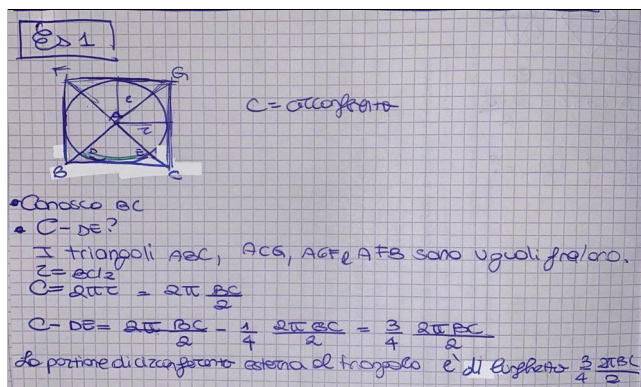 Es 1
F G
A r
r
D E
B C
C = circonferenza
• Conosco BC
• C - DE?
I triangoli ABC, ACG, AGF e AFB sono uguali fra loro.
r = BC/2
C = 2πr = 2π BC/2
C - DE = 2π BC/2 - 1/4 2π BC/2 = 3/4 2πBC/2
La porzione di circonferenza esterna al triangolo è di lunghezza 3/4 2πBC/2